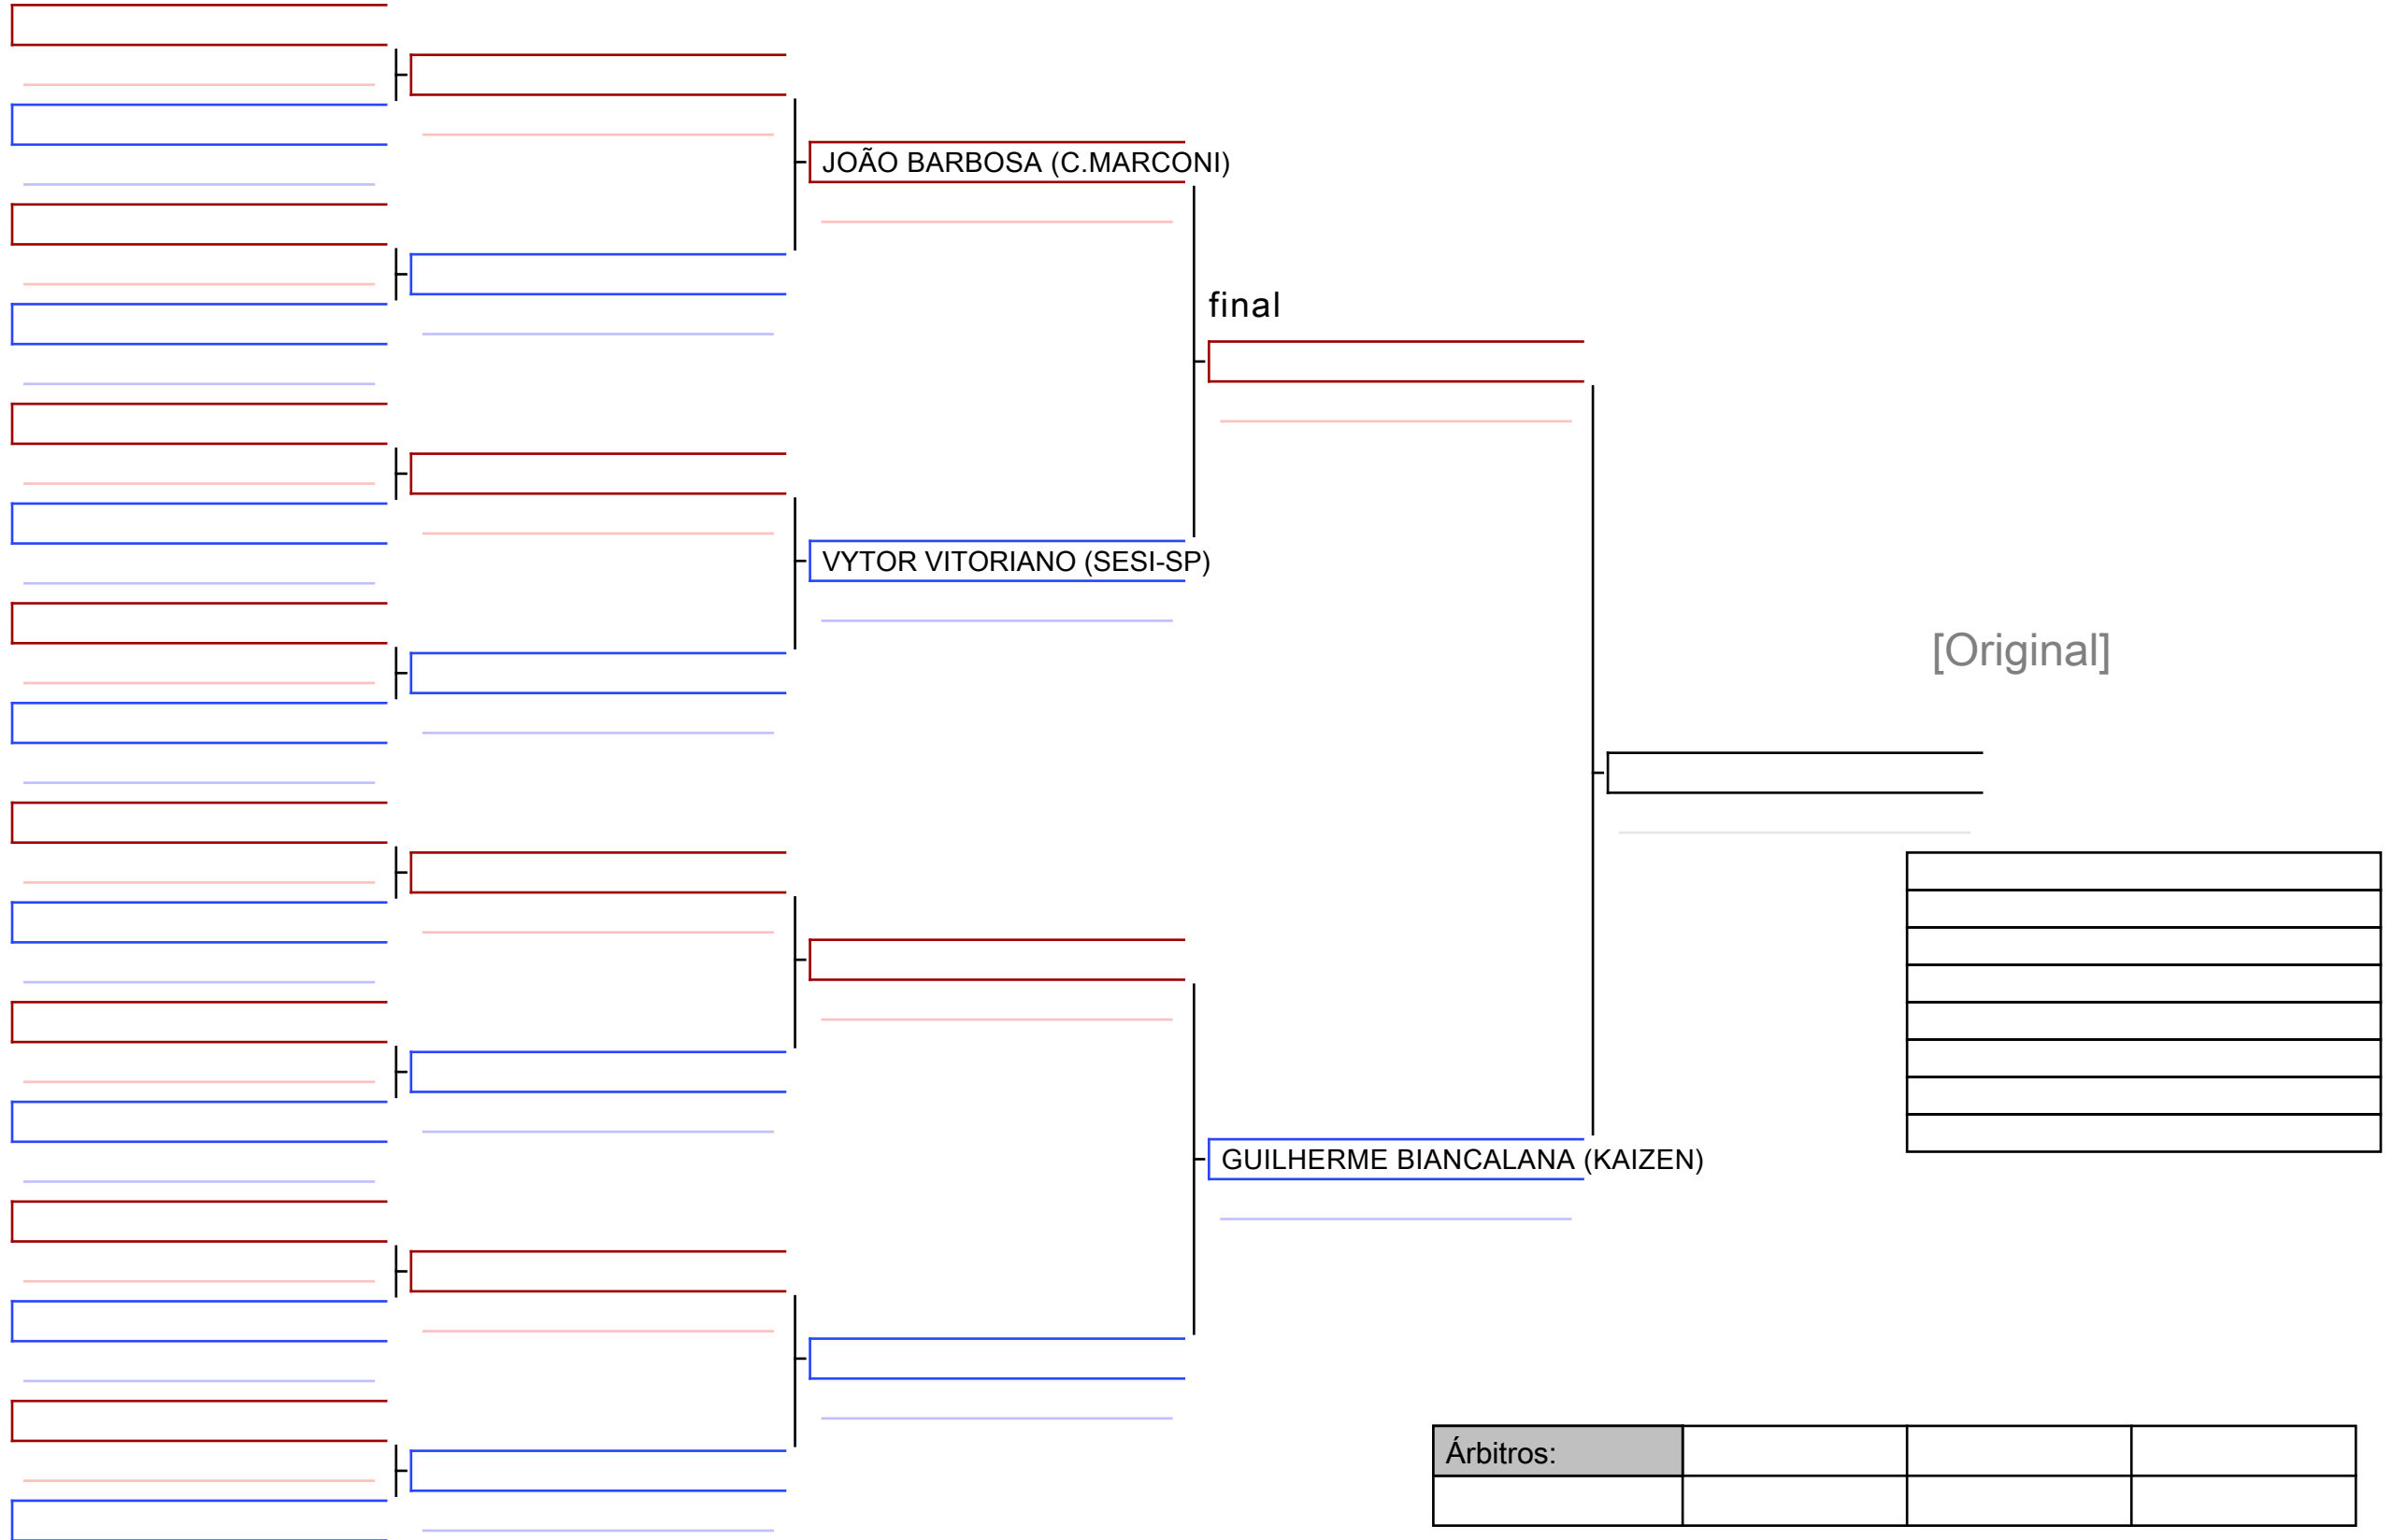 JOÃO BARBOSA (C.MARCONI)
final
VYTOR VITORIANO (SESI-SP)
[Original]
GUILHERME BIANCALANA (KAIZEN)
Árbitros: